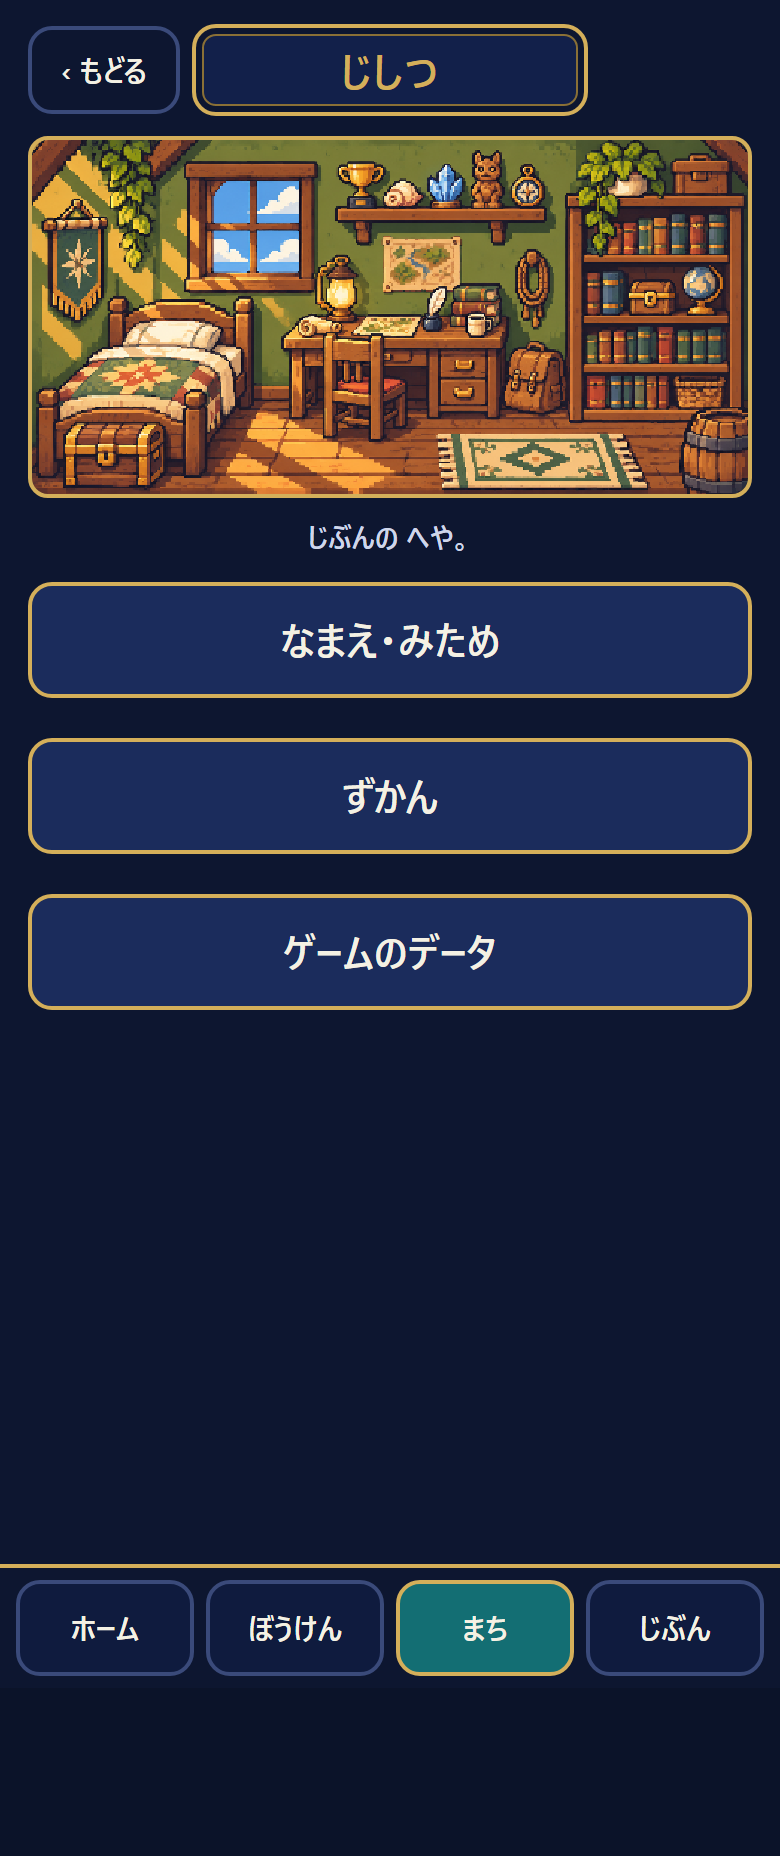 ‹ もどる
じしつ
じぶんの へや。
なまえ・みため
ずかん
ゲームのデータ
ホーム
ぼうけん
まち
じぶん